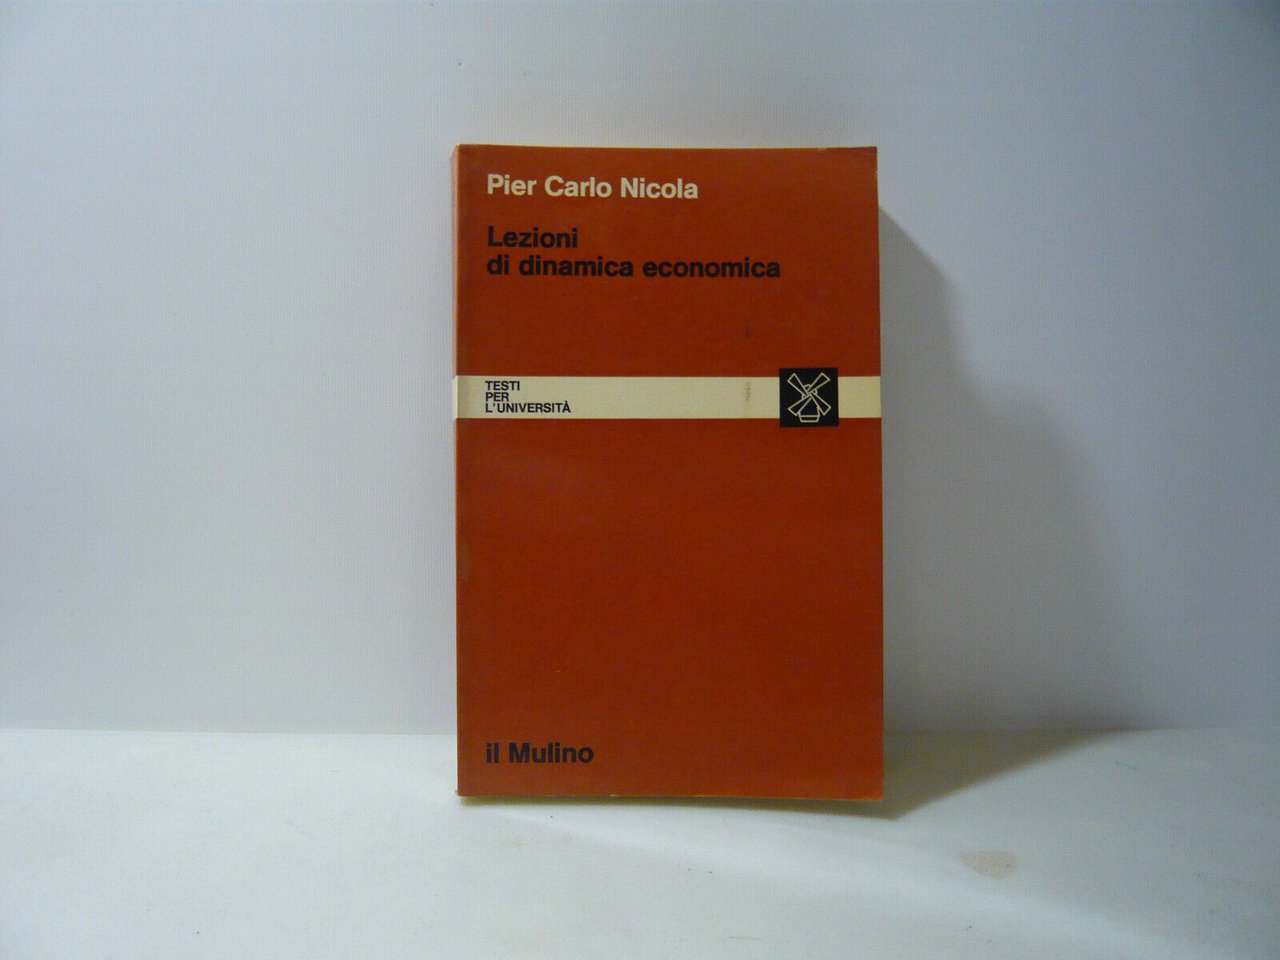 Pier Carlo Nicola
Lezioni
di dinamica economica
TESTI
PER
L'UNIVERSITÀ
il Mulino